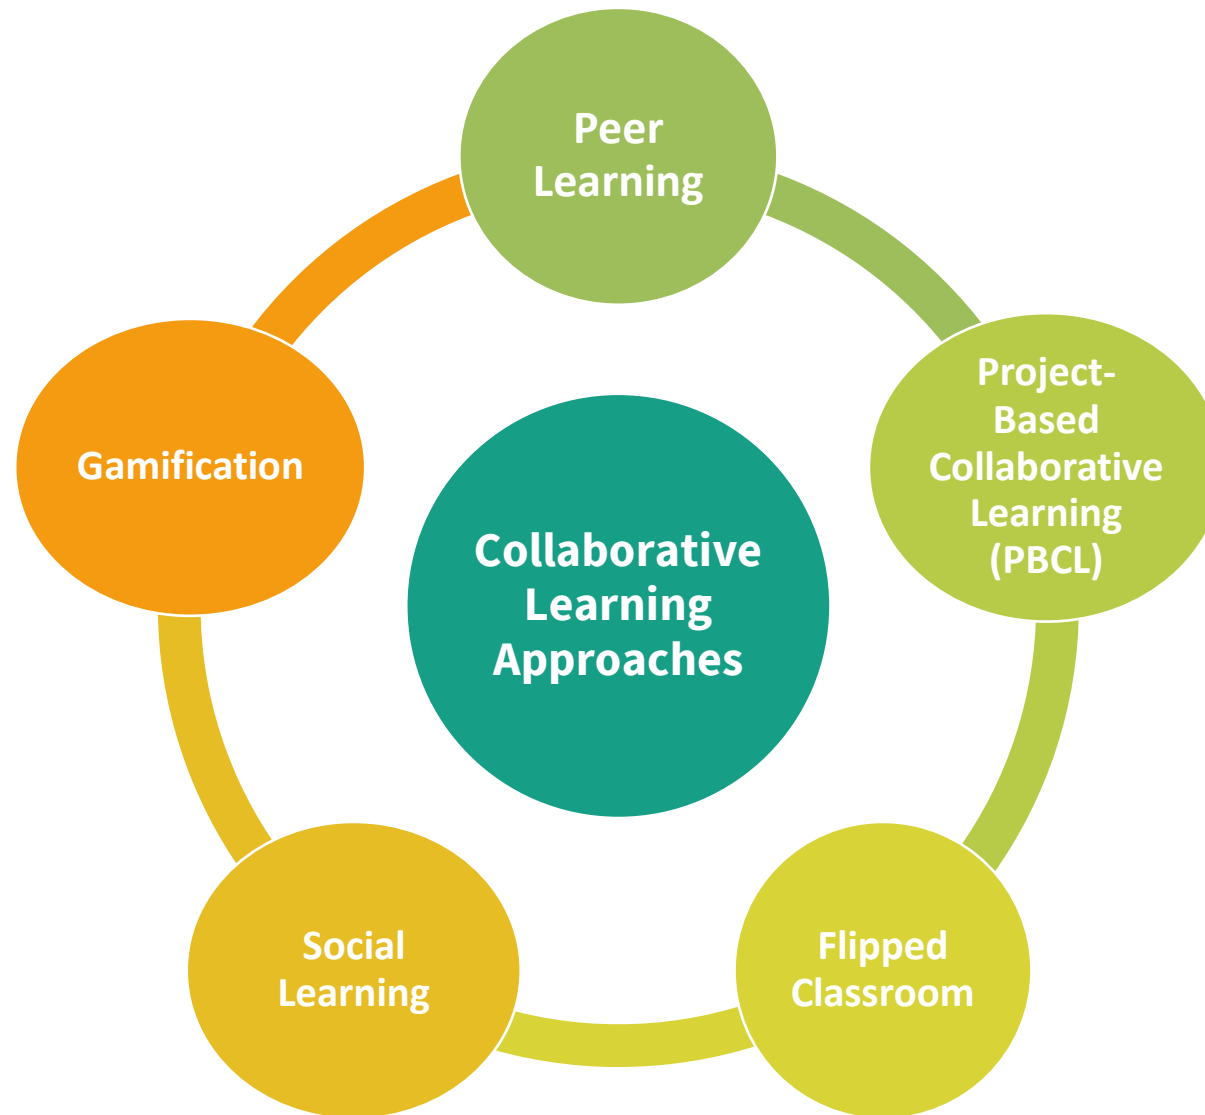 Peer
Learning
Project-
Based
Collaborative
Learning
(PBCL)
Gamification
Collaborative
Learning
Approaches
Social
Learning
Flipped
Classroom